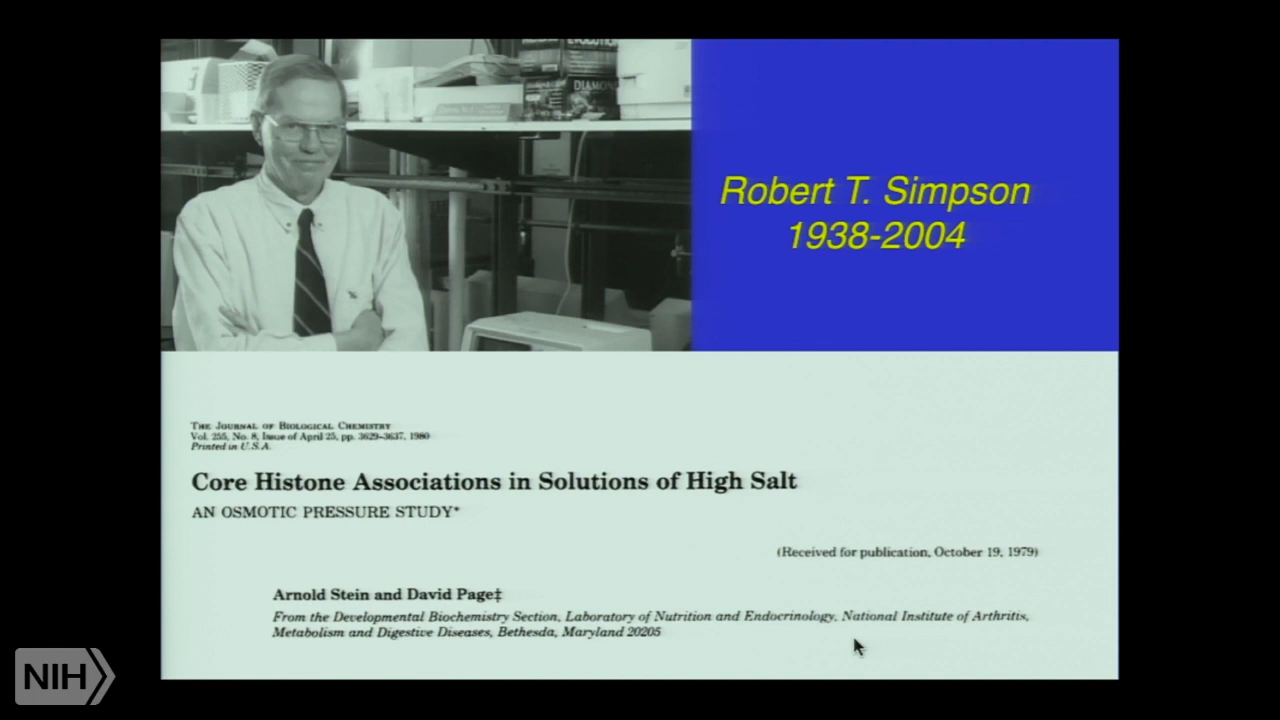 EVOLUTION
DIAMOND
Robert T. Simpson
1938-2004
THE JOURNAL OF BIOLOGICAL CHEMISTRY
Vol. 255, No. 8, Issue of April 25, pp. 3629–3637, 1980
Printed in U.S.A.
Core Histone Associations in Solutions of High Salt
AN OSMOTIC PRESSURE STUDY*
(Received for publication, October 19, 1979)
Arnold Stein and David Page‡
From the Developmental Biochemistry Section, Laboratory of Nutrition and Endocrinology, National Institute of Arthritis,
Metabolism and Digestive Diseases, Bethesda, Maryland 20205
NIH